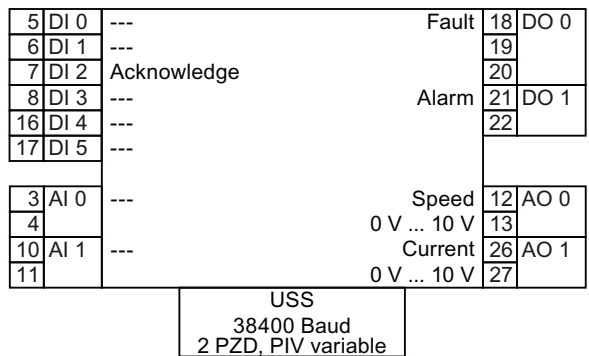 5 DI 0 --- Fault 18 DO 0
6 DI 1 --- 19
7 DI 2 Acknowledge 20
8 DI 3 --- Alarm 21 DO 1
16 DI 4 --- 22
17 DI 5 ---
3 AI 0 --- Speed 12 AO 0
4 0 V ... 10 V 13
10 AI 1 --- Current 26 AO 1
11 0 V ... 10 V 27
USS
38400 Baud
2 PZD, PIV variable